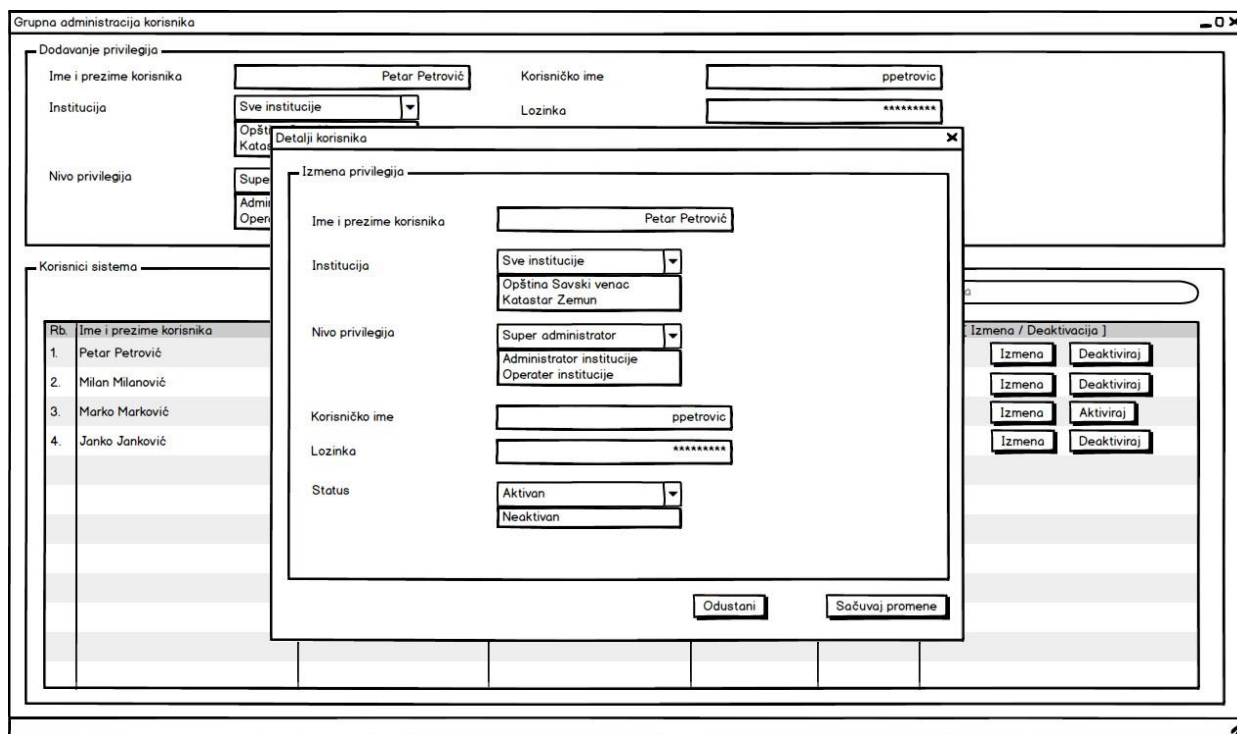 Grupna administracija korisnika
Dodavanje privilegija
Ime i prezime korisnika Petar Petrović Korisničko ime ppetrovic
Institucija Sve institucije Lozinka *********
Nivo privilegija
Detalji korisnika
Izmena privilegija
Ime i prezime korisnika Petar Petrović
Institucija Sve institucije
Opština Savski venac
Katastar Zemun
Nivo privilegija Super administrator
Administrator institucije
Operater institucije
Korisničko ime ppetrovic
Lozinka *********
Status Aktivan
Neaktivan
Odustani Sačuvaj promene
Korisnici sistema
Rb. Ime i prezime korisnika Izmena / Deaktivacija ]
1. Petar Petrović Izmena Deaktiviraj
2. Milan Milanović Izmena Deaktiviraj
3. Marko Marković Izmena Aktiviraj
4. Janko Janković Izmena Deaktiviraj